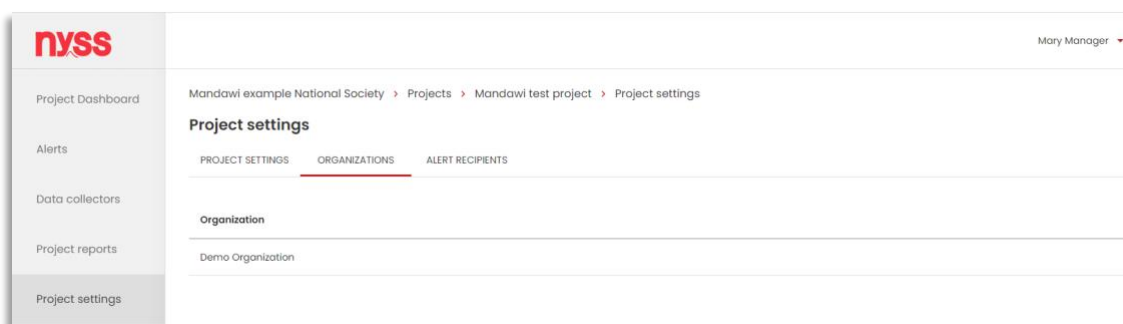 nyss
Mary Manager
Project Dashboard
Alerts
Data collectors
Project reports
Project settings
Mandawi example National Society > Projects > Mandawi test project > Project settings
Project settings
PROJECT SETTINGS ORGANIZATIONS ALERT RECIPIENTS
Organization
Demo Organization